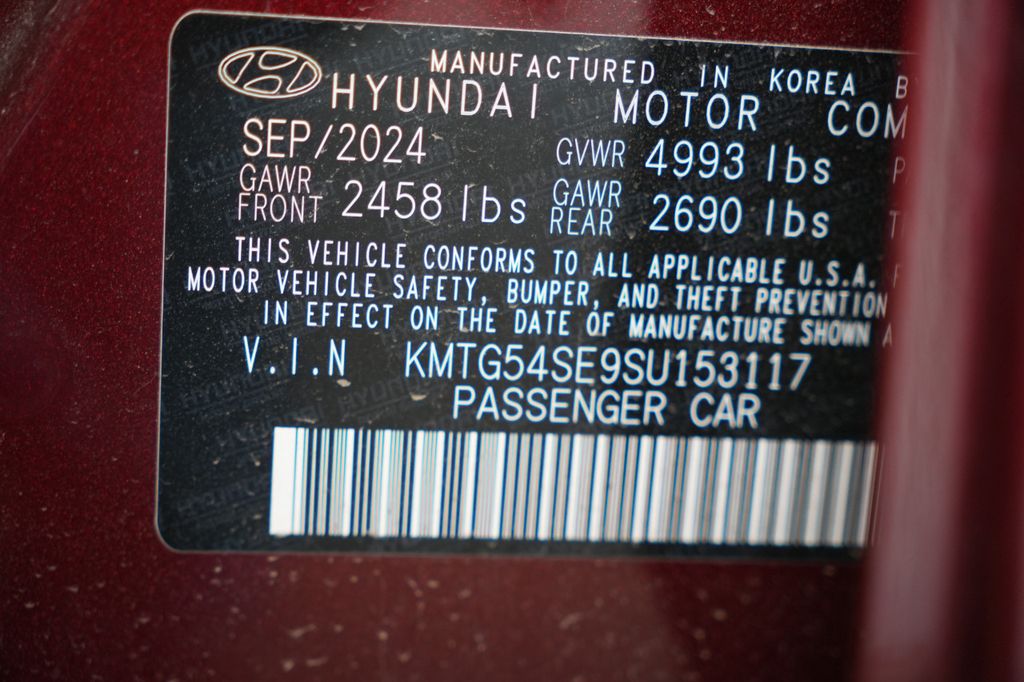 MANUFACTURED IN KOREA B
HYUNDAI MOTOR COM
SEP/2024 GVWR 4993 lbs
GAWR FRONT 2458 lbs GAWR REAR 2690 lbs
THIS VEHICLE CONFORMS TO ALL APPLICABLE U.S.A.
MOTOR VEHICLE SAFETY, BUMPER, AND THEFT PREVENTION
IN EFFECT ON THE DATE OF MANUFACTURE SHOWN A
V.I.N KMTG54SE9SU153117
PASSENGER CAR